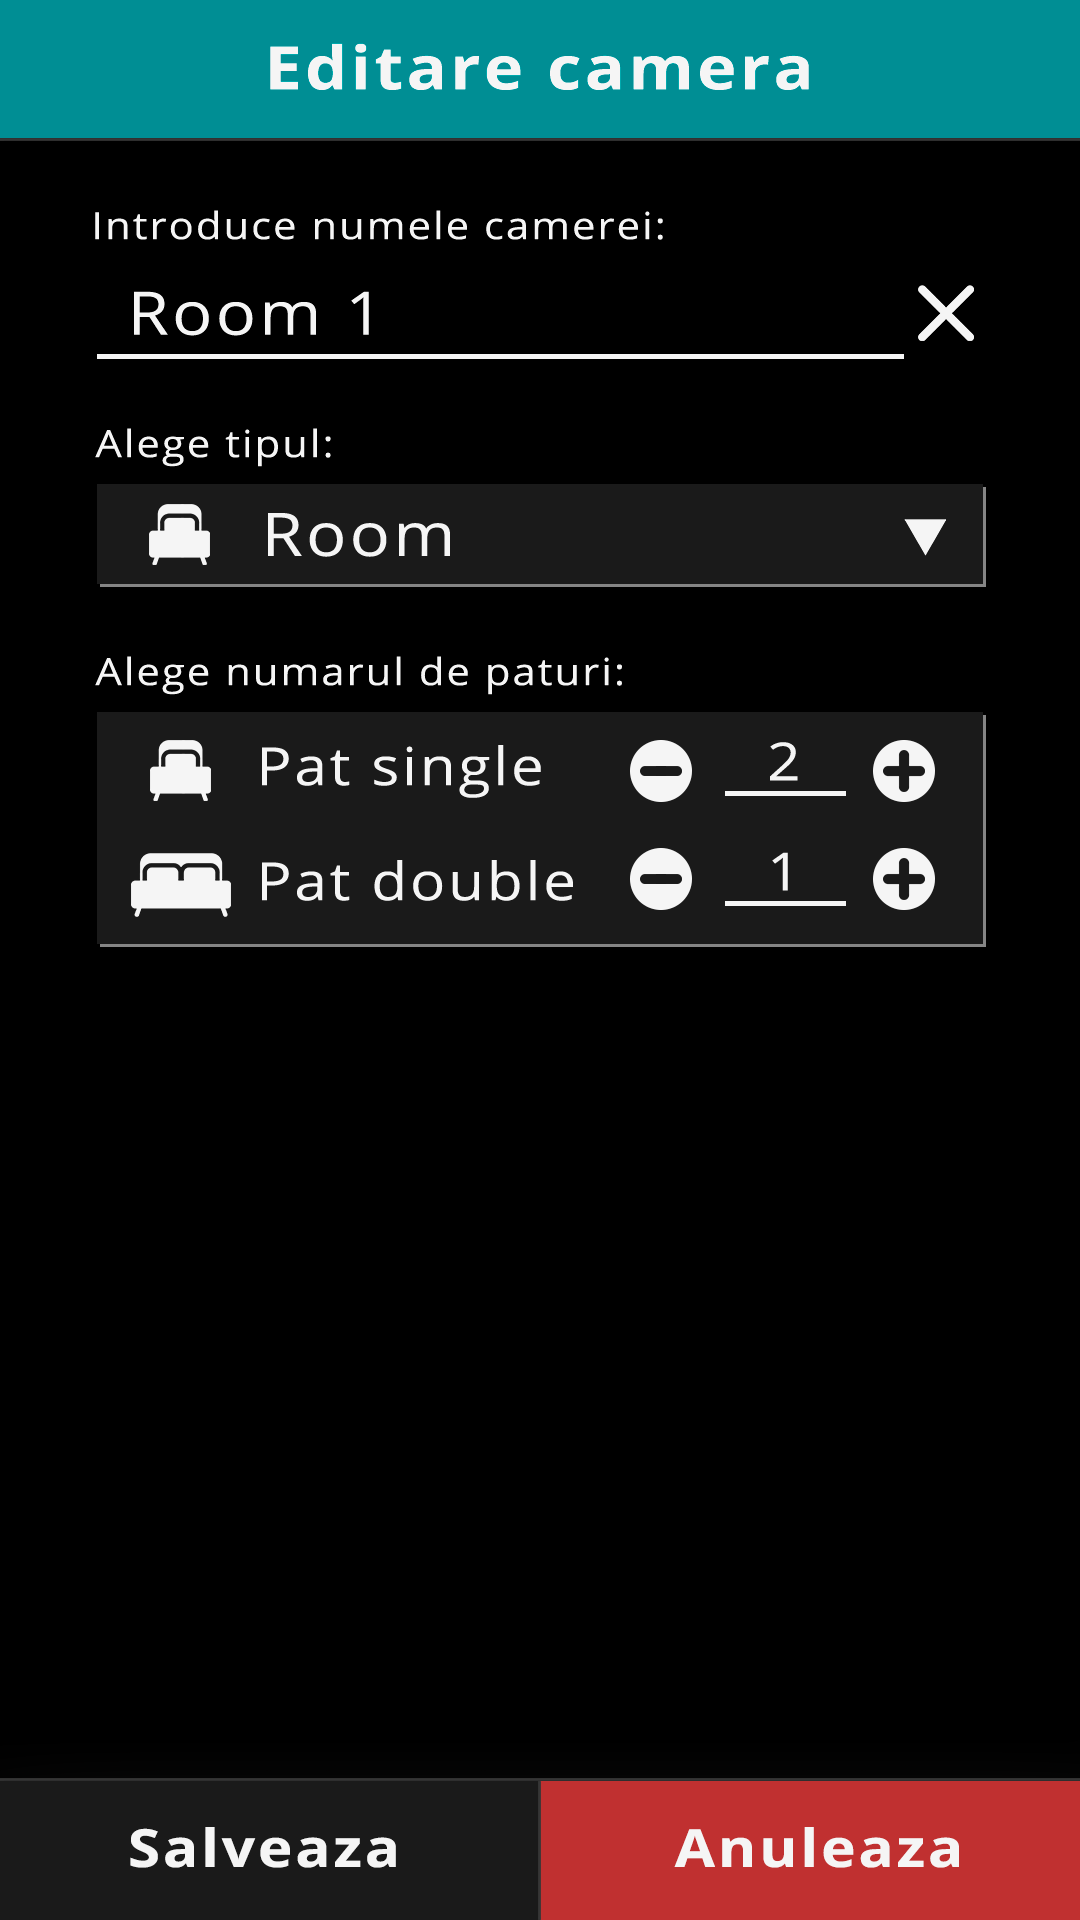 Editare camera
Introduce numele camerei:
Room 1
Alege tipul:
Room
Alege numarul de paturi:
Pat single 2
Pat double 1
Salveaza Anuleaza